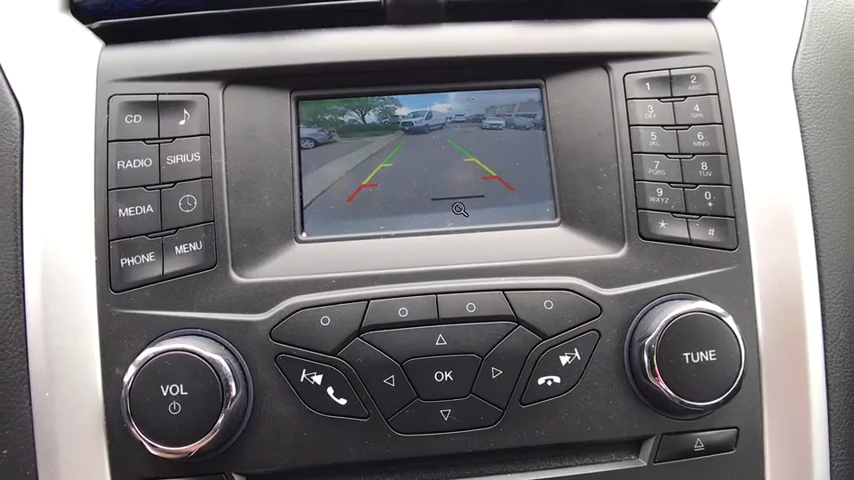 CD
RADIO
SIRIUS
MEDIA
PHONE
MENU
1
2 ABC
3 DEF
4 GHI
5 JKL
6 MNO
7 PQRS
8 TUV
9 WXYZ
0 +
* #
VOL
OK
TUNE